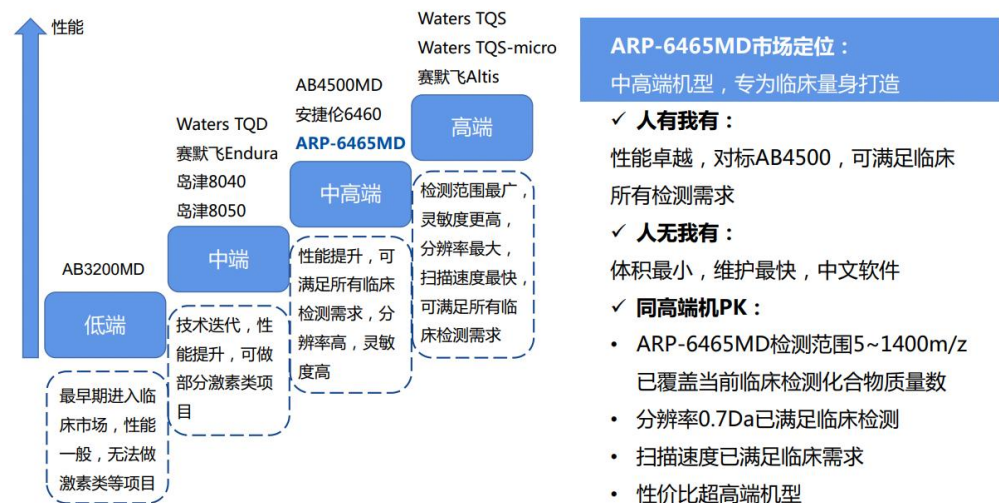 性能
Waters TQS
Waters TQS-micro
赛默飞Altis
高端
检测范围最广，
灵敏度更高，
分辨率最大，
扫描速度最快，
可满足所有临
床检测需求
AB4500MD
安捷伦6460
ARP-6465MD
中高端
性能提升，可
满足所有临床
检测需求，分
辨率高，灵敏
度高
Waters TQD
赛默飞Endura
岛津8040
岛津8050
中端
技术迭代，性
能提升，可做
部分激素类项
目
AB3200MD
低端
最早期进入临
床市场，性能
一般，无法做
激素类等项目
ARP-6465MD市场定位：
中高端机型，专为临床量身打造
✓ 人有我有：
性能卓越，对标AB4500，可满足临床
所有检测需求
✓ 人无我有：
体积最小，维护最快，中文软件
✓ 同高端机PK：
• ARP-6465MD检测范围5~1400m/z
已覆盖当前临床检测化合物质量数
• 分辨率0.7Da已满足临床检测
• 扫描速度已满足临床需求
• 性价比超高端机型